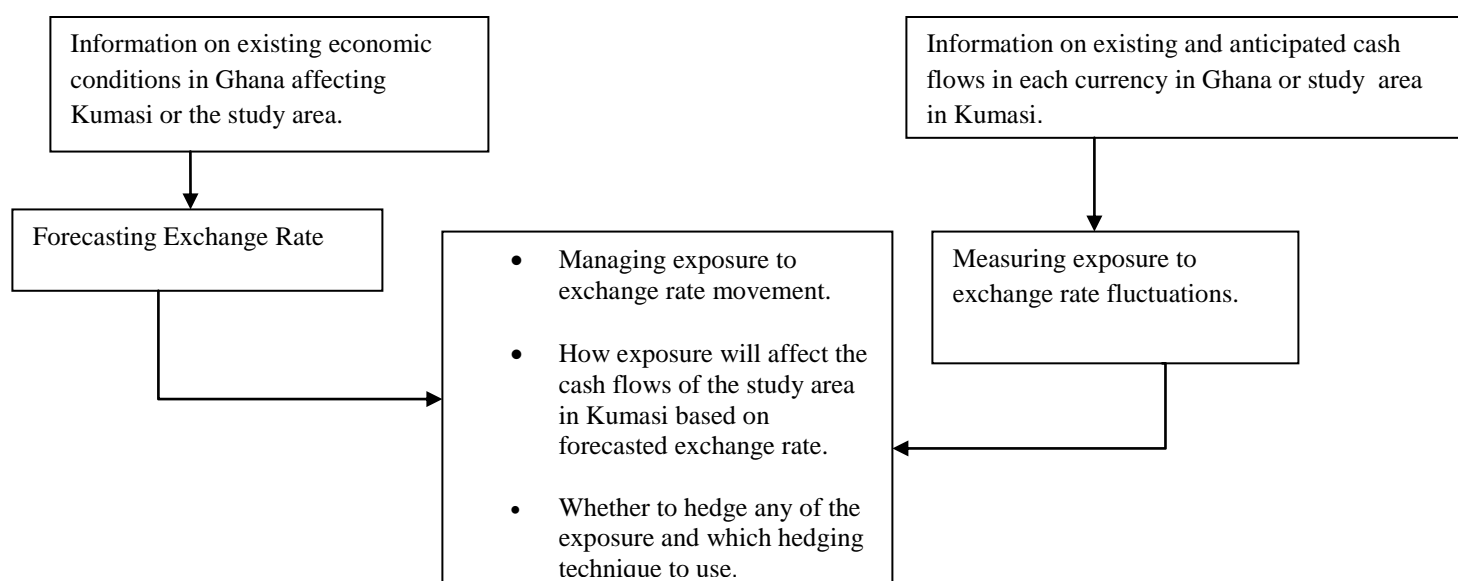 Information on existing economic
conditions in Ghana affecting
Kumasi or the study area.
Information on existing and anticipated cash
flows in each currency in Ghana or study area
in Kumasi.
Forecasting Exchange Rate
• Managing exposure to
exchange rate movement.
• How exposure will affect the
cash flows of the study area
in Kumasi based on
forecasted exchange rate.
• Whether to hedge any of the
exposure and which hedging
technique to use.
Measuring exposure to
exchange rate fluctuations.